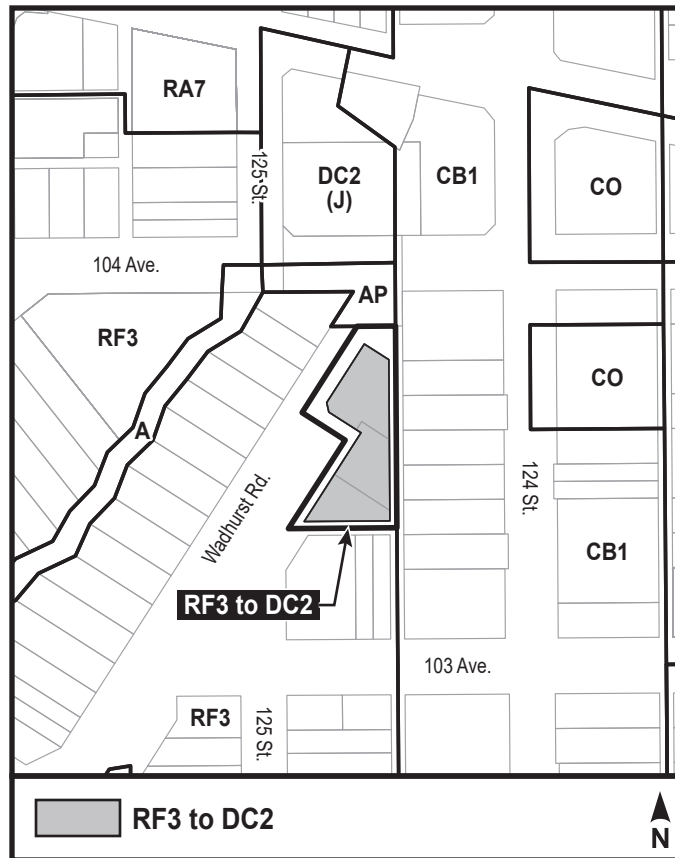 RA7
125 St.
DC2
(J)
CB1
CO
104 Ave.
AP
RF3
CO
A
Wadhurst Rd.
124 St.
CB1
RF3 to DC2
103 Ave.
RF3
125 St.
RF3 to DC2
N